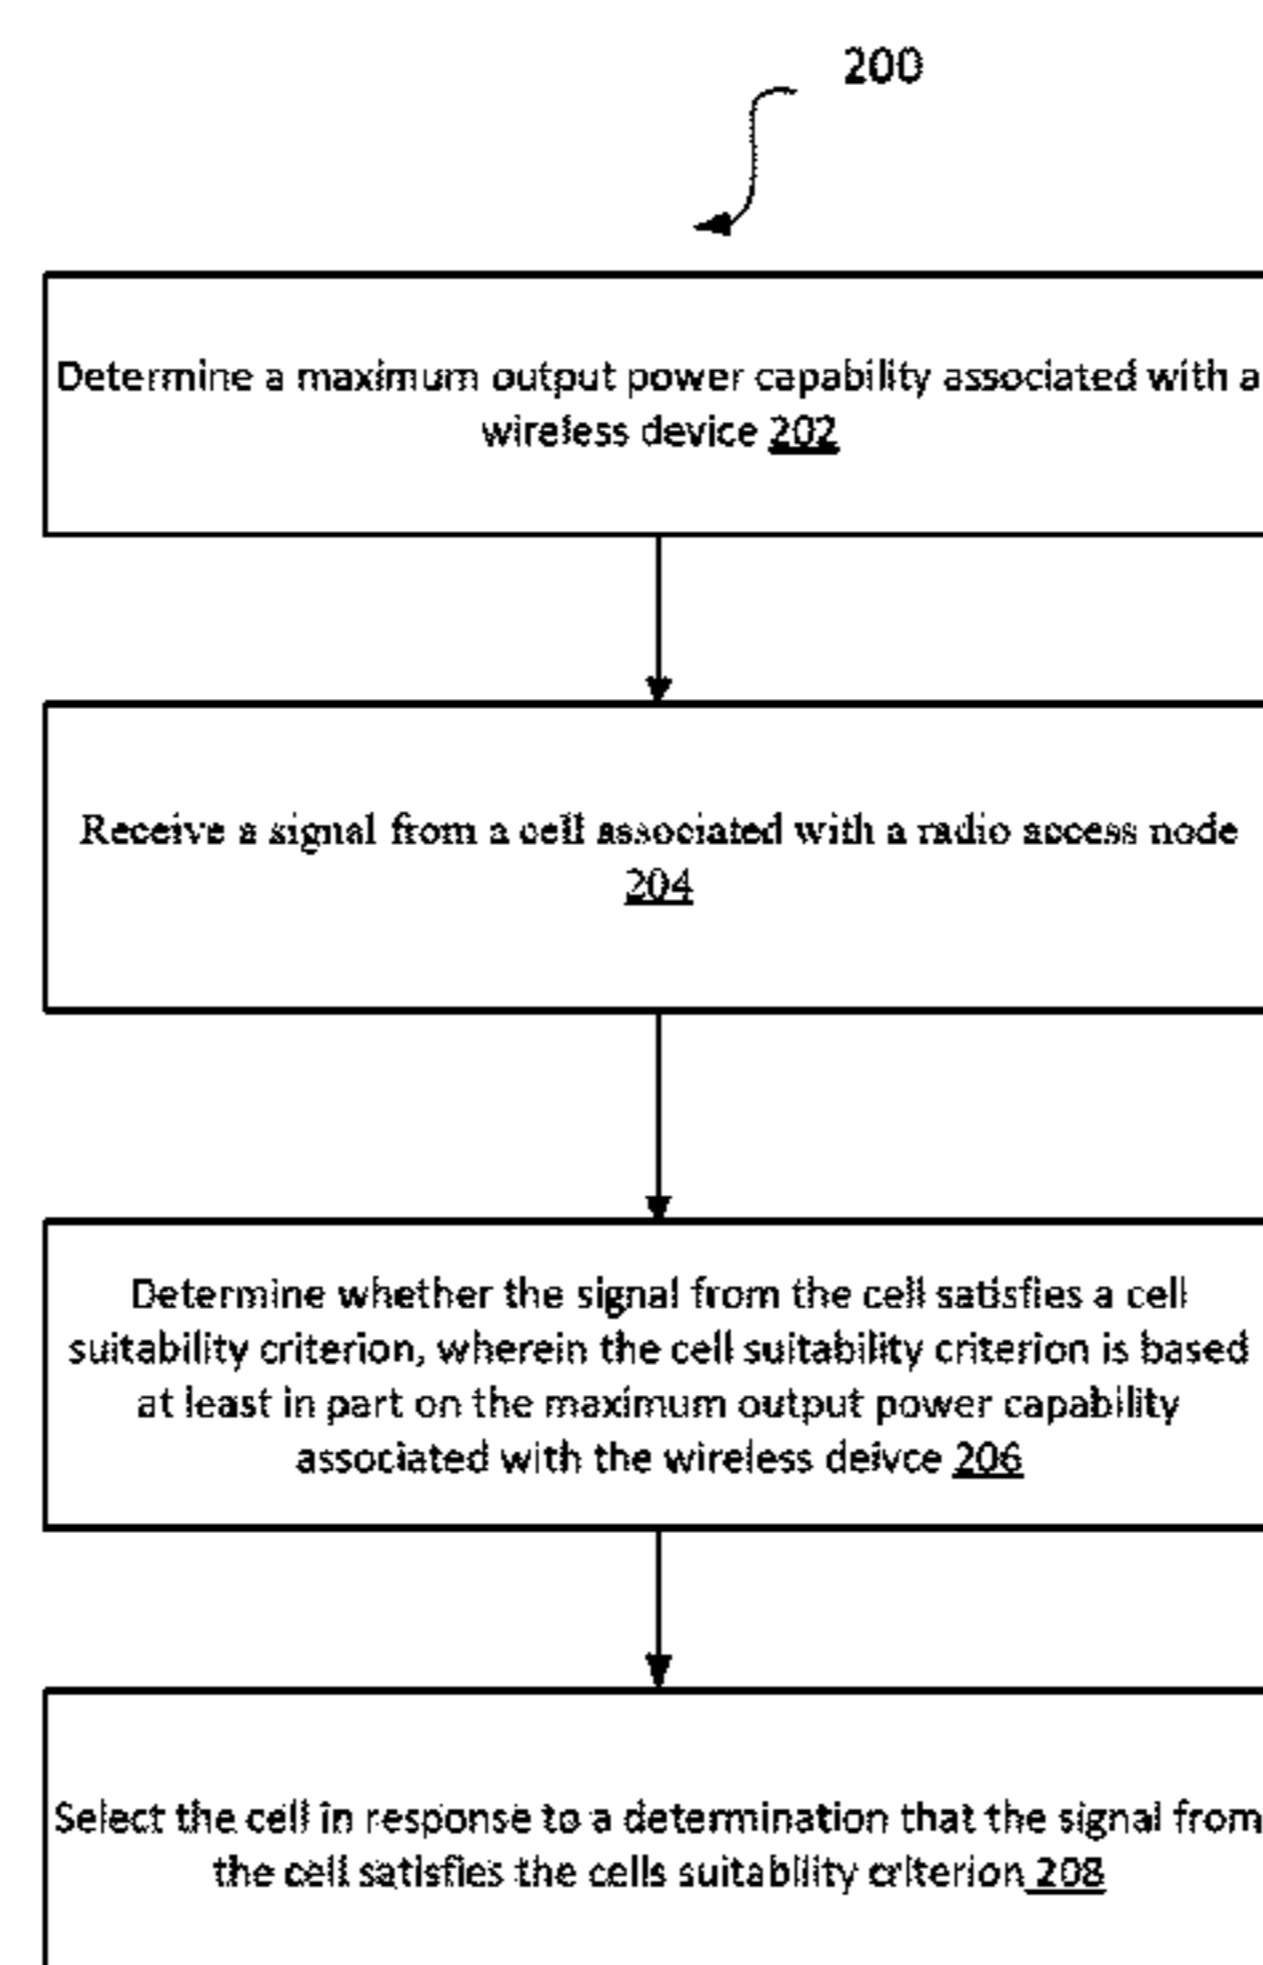 200
Determine a maximum output power capability associated with a
wireless device 202
Receive a signal from a cell associated with a radio access node
204
Determine whether the signal from the cell satisfies a cell
suitability criterion, wherein the cell suitability criterion is based
at least in part on the maximum output power capability
associated with the wireless deivce 206
Select the cell in response to a determination that the signal from
the cell satisfies the cells suitability criterion 208